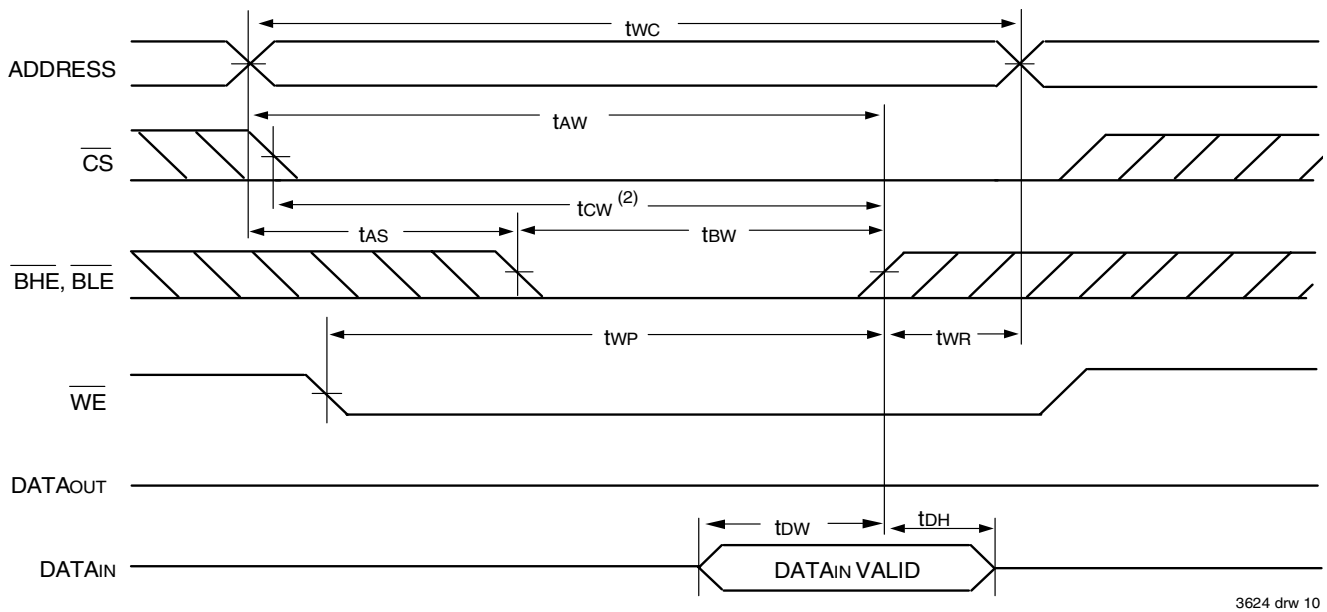 tWC
ADDRESS
tAW
CS
tCW (2)
tAS
tBW
BHE, BLE
tWP
tWR
WE
DATAOUT
tDW
tDH
DATAIN
DATAIN VALID
3624 drw 10